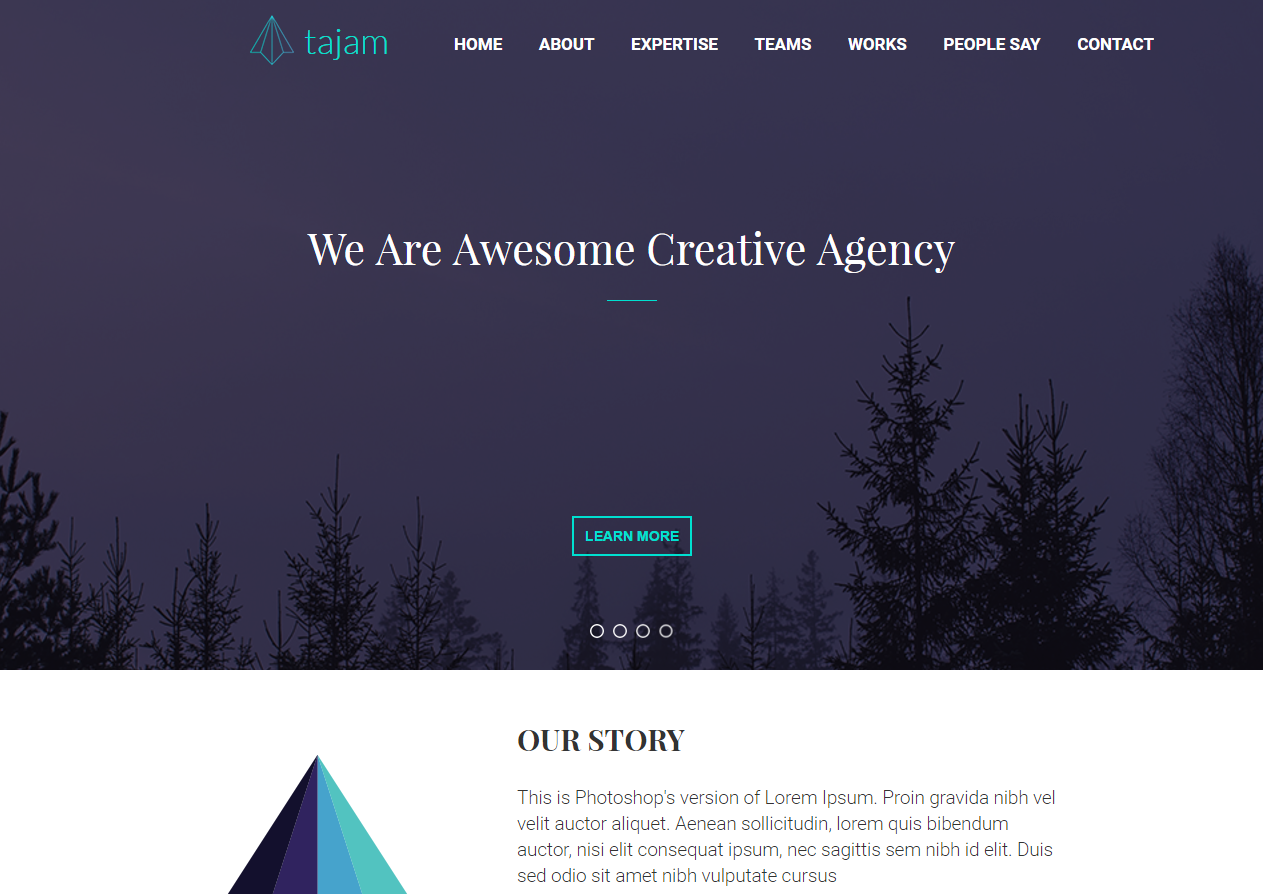 tajam
HOME ABOUT EXPERTISE TEAMS WORKS PEOPLE SAY CONTACT
We Are Awesome Creative Agency
LEARN MORE
OUR STORY
This is Photoshop's version of Lorem Ipsum. Proin gravida nibh vel
velit auctor aliquet. Aenean sollicitudin, lorem quis bibendum
auctor, nisi elit consequat ipsum, nec sagittis sem nibh id elit. Duis
sed odio sit amet nibh vulputate cursus